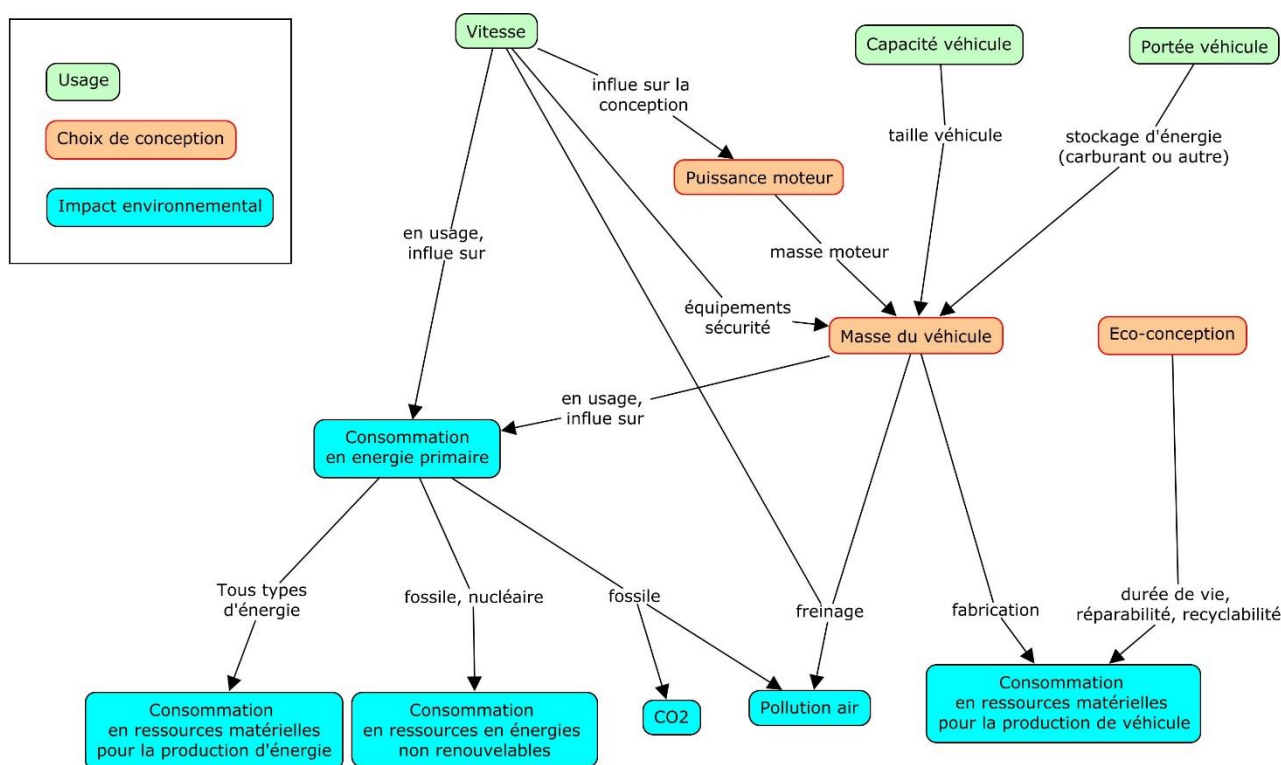 Usage
Choix de conception
Impact environnemental
Vitesse
Capacité véhicule
Portée véhicule
influe sur la
conception
taille véhicule
stockage d'énergie
(carburant ou autre)
Puissance moteur
en usage,
influe sur
masse moteur
équipements
sécurité
Masse du véhicule
Eco-conception
en usage,
influe sur
Consommation
en energie primaire
Tous types
d'énergie
fossile, nucléaire
fossile
freinage
fabrication
durée de vie,
réparabilité, recyclabilité
Consommation
en ressources matérielles
pour la production d'énergie
Consommation
en ressources en énergies
non renouvelables
CO2
Pollution air
Consommation
en ressources matérielles
pour la production de véhicule